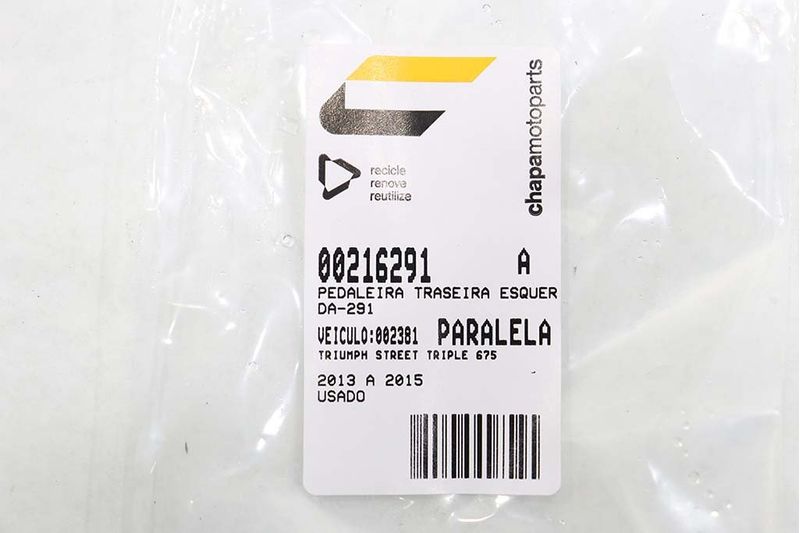 chapamotoparts
recicle
renove
reutilize
00216291 A
PEDALEIRA TRASEIRA ESQUER
DA-291
VEICULO:002381 PARALELA
TRIUMPH STREET TRIPLE 675
2013 A 2015
USADO